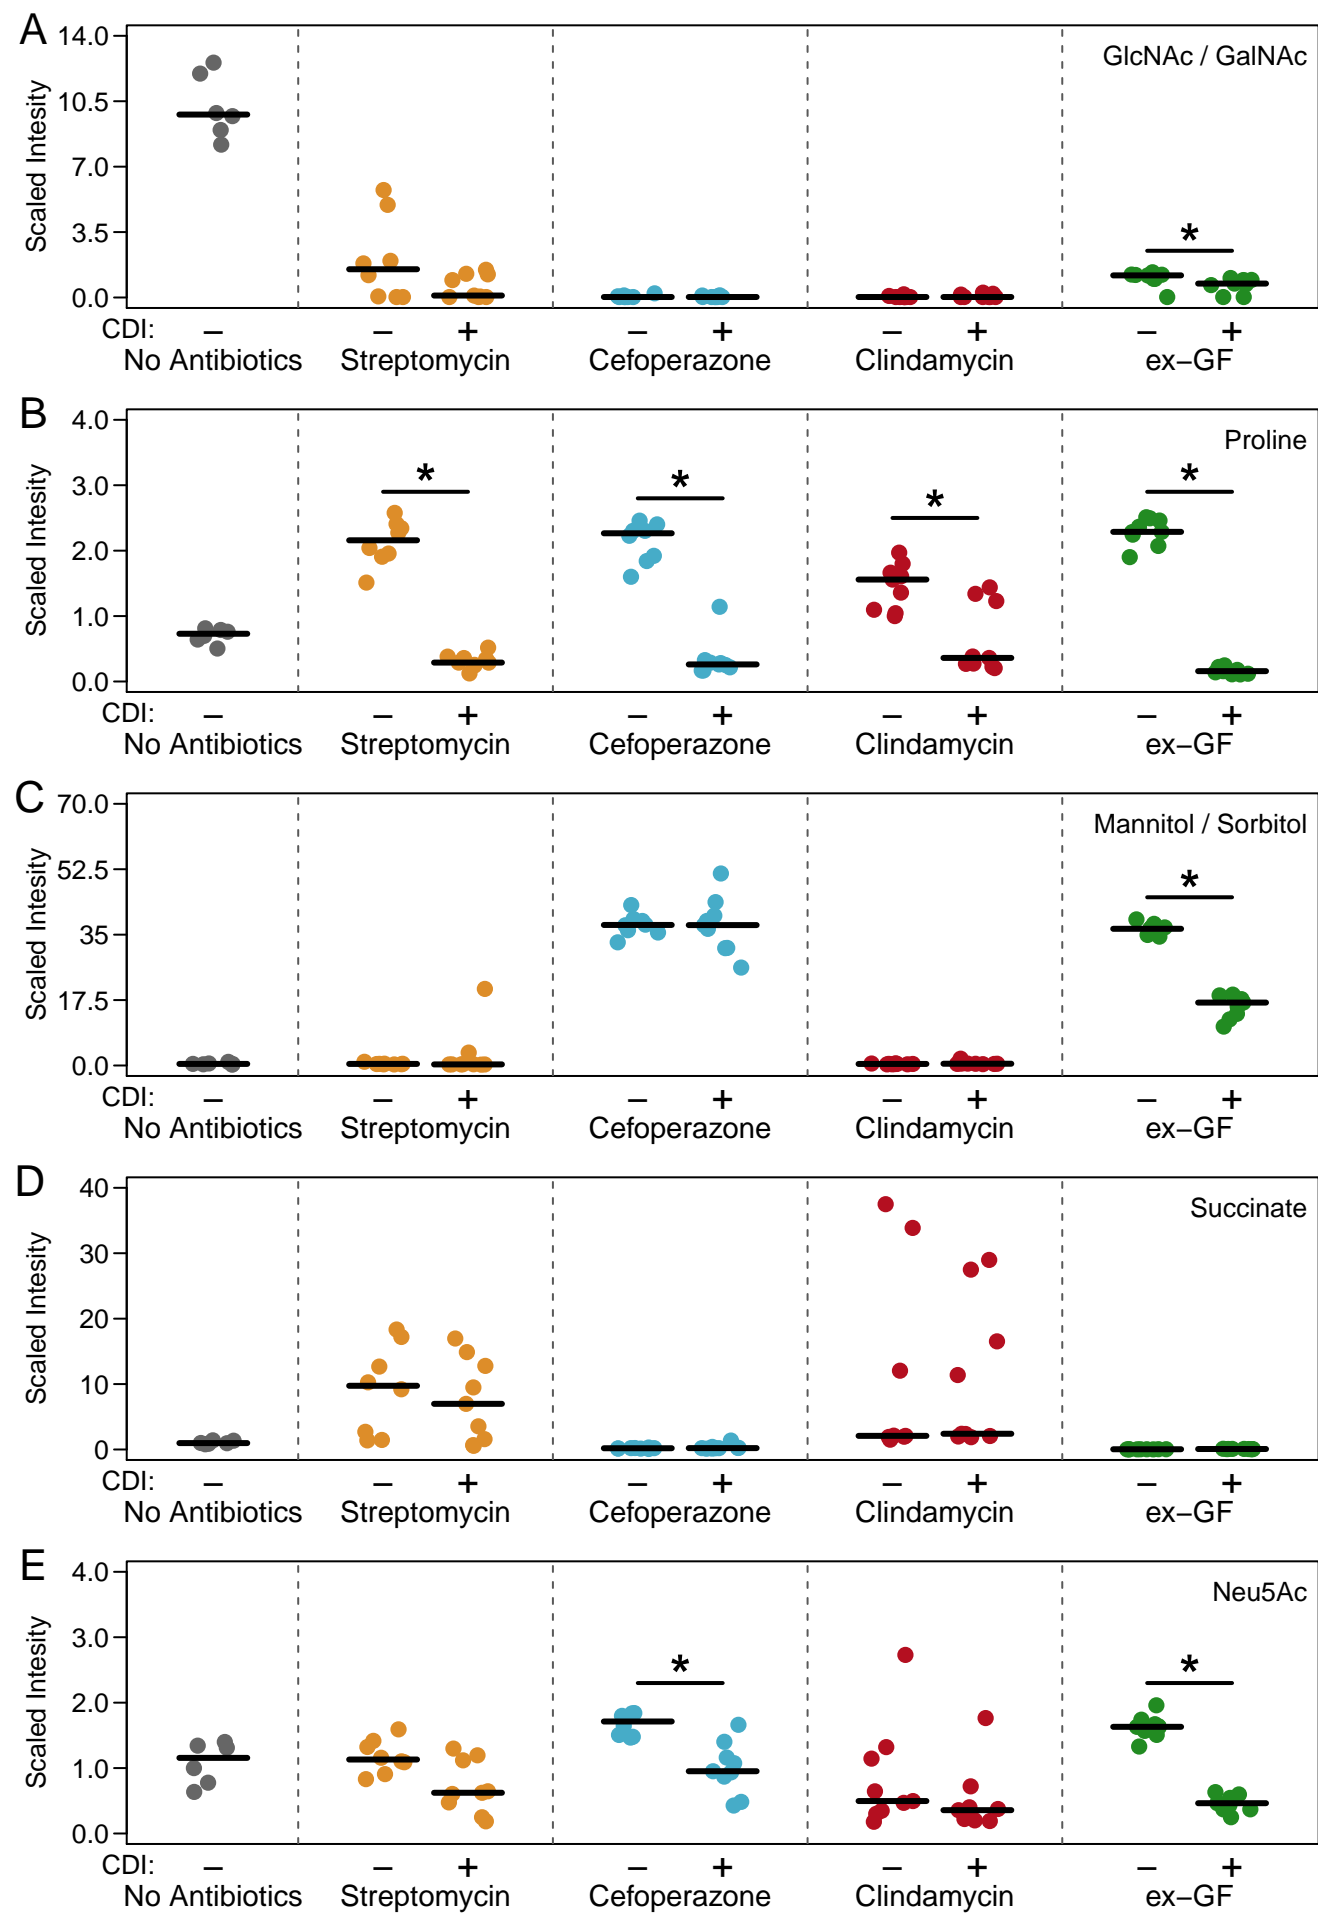 A
14.0
10.5
7.0
3.5
0.0
Scaled Intesity
GlcNAc / GalNAc
*
CDI: − − + − + − + − +
No Antibiotics Streptomycin Cefoperazone Clindamycin ex−GF
B
4.0
3.0
2.0
1.0
0.0
Scaled Intesity
Proline
* * * *
CDI: − − + − + − + − +
No Antibiotics Streptomycin Cefoperazone Clindamycin ex−GF
C
70.0
52.5
35
17.5
0.0
Scaled Intesity
Mannitol / Sorbitol
*
CDI: − − + − + − + − +
No Antibiotics Streptomycin Cefoperazone Clindamycin ex−GF
D
40
30
20
10
0
Scaled Intesity
Succinate
CDI: − − + − + − + − +
No Antibiotics Streptomycin Cefoperazone Clindamycin ex−GF
E
4.0
3.0
2.0
1.0
0.0
Scaled Intesity
Neu5Ac
* *
CDI: − − + − + − + − +
No Antibiotics Streptomycin Cefoperazone Clindamycin ex−GF